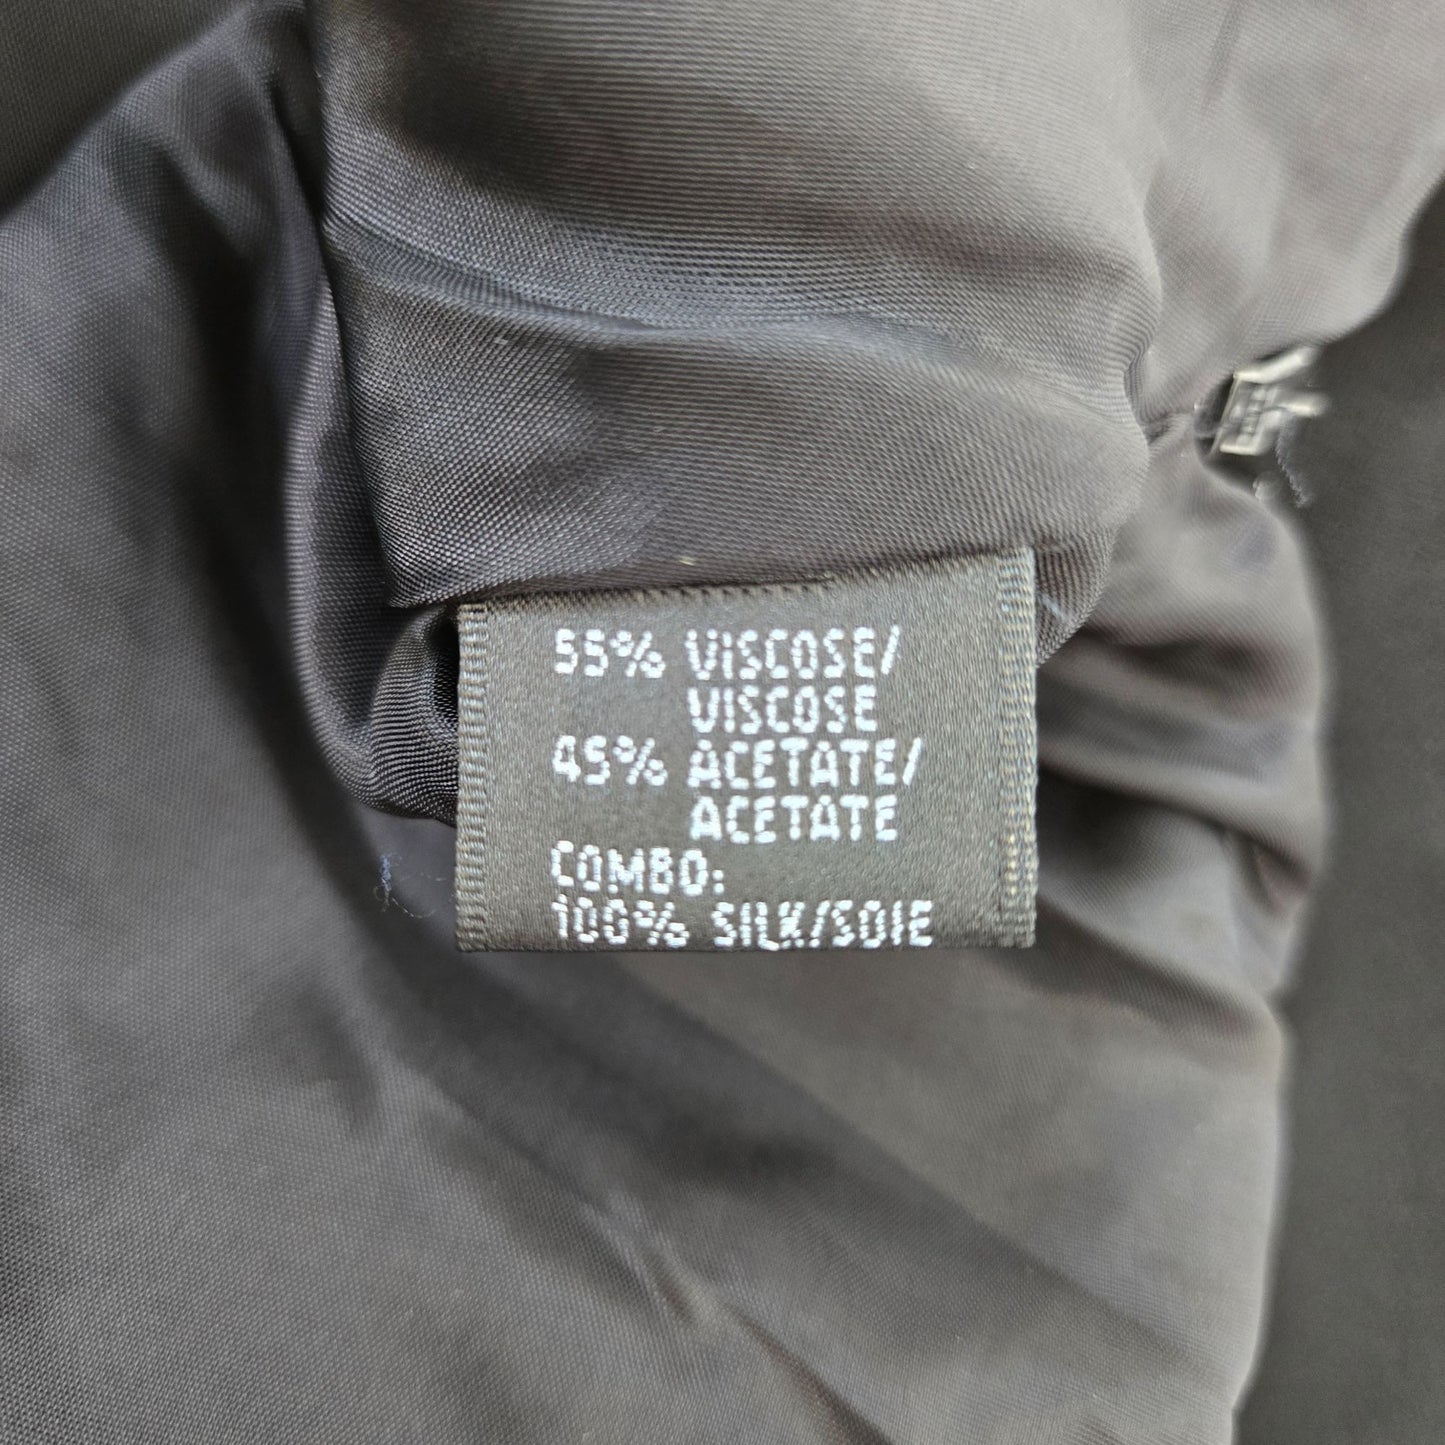 55% VISCOSE/
VISCOSE
45% ACETATE/
ACETATE
COMBO:
100% SILK/SOIE